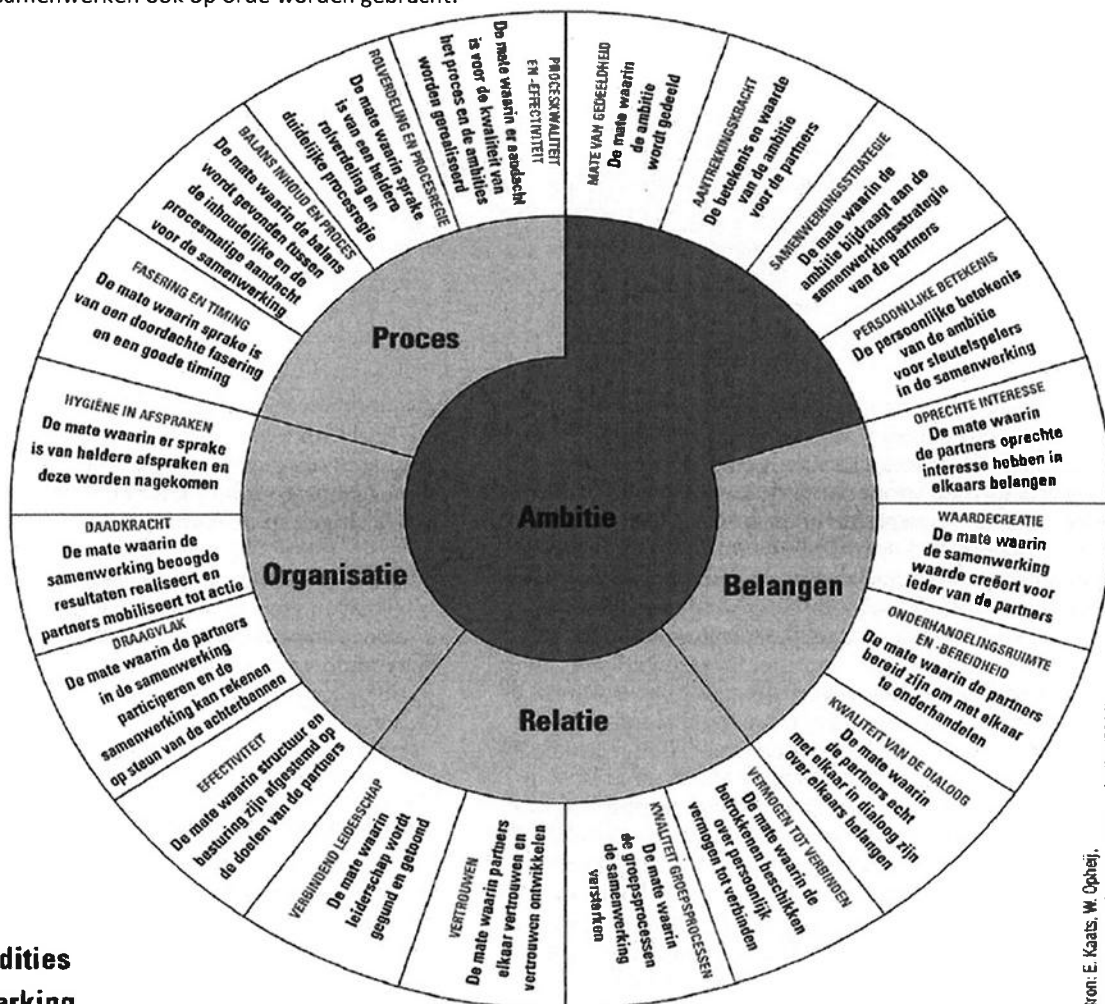 samenwerken ook op orde worden gebracht.
MATE VAN GEDEELDHEID
De mate waarin
de ambitie
wordt gedeeld
AANTREKKINGSKRACHT
De betekenis en waarde
van de ambitie
voor de partners
SAMENWERKINGSSTRATEGIE
De mate waarin de
ambitie bijdraagt aan de
samenwerkingsstrategie
van de partners
PERSOONLIJKE BETEKENIS
De persoonlijke betekenis
van de ambitie
voor sleutelspelers
in de samenwerking
OPRECHTE INTERESSE
De mate waarin
de partners oprechte
interesse hebben in
elkaars belangen
WAARDECREATIE
De mate waarin
de samenwerking
waarde creëert voor
ieder van de partners
ONDERHANDELINGSRUIMTE
EN -BEREIDHEID
De mate waarin de partners
bereid zijn om met elkaar
te onderhandelen
KWALITEIT VAN DE DIALOOG
De mate waarin
de partners echt
met elkaar in dialoog zijn
over elkaars belangen
VERMOGEN TOT VERBINDEN
De mate waarin de
betrokkenen beschikken
over persoonlijk
vermogen tot verbinden
KWALITEIT GROEPSPROCESSEN
De mate waarin
de groepsprocessen
de samenwerking
versterken
VERTROUWEN
De mate waarin partners
elkaar vertrouwen en
vertrouwen ontwikkelen
VERBINDEND LEIDERSCHAP
De mate waarin
leiderschap wordt
gegund en getoond
EFFECTIVITEIT
De mate waarin structuur en
besturing zijn afgestemd op
de doelen van de partners
DRAAGVLAK
De mate waarin de partners
in de samenwerking
participeren en de
samenwerking kan rekenen
op steun van de achterbannen
DAADKRACHT
De mate waarin de
samenwerking beoogde
resultaten realiseert en
partners mobiliseert tot actie
HYGIËNE IN AFSPRAKEN
De mate waarin er sprake
is van heldere afspraken en
deze worden nagekomen
FASERING EN TIMING
De mate waarin sprake is
van een doordachte fasering
en een goede timing
BALANS INHOUD EN PROCES
De mate waarin de balans
wordt gevonden tussen
de inhoudelijke en de
procesmatige aandacht
voor de samenwerking
ROLVERDELING EN PROCESREGIE
De mate waarin sprake
is van een heldere
rolverdeling en
duidelijke procesregie
PROCESKWALITEIT
EN -EFFECTIVITEIT
De mate waarin er aandacht
is voor de kwaliteit van
het proces en de ambities
worden gerealiseerd
Proces
Ambitie
Organisatie
Belangen
Relatie
dities
erking
Bron: E. Kaats, W. Opheij,